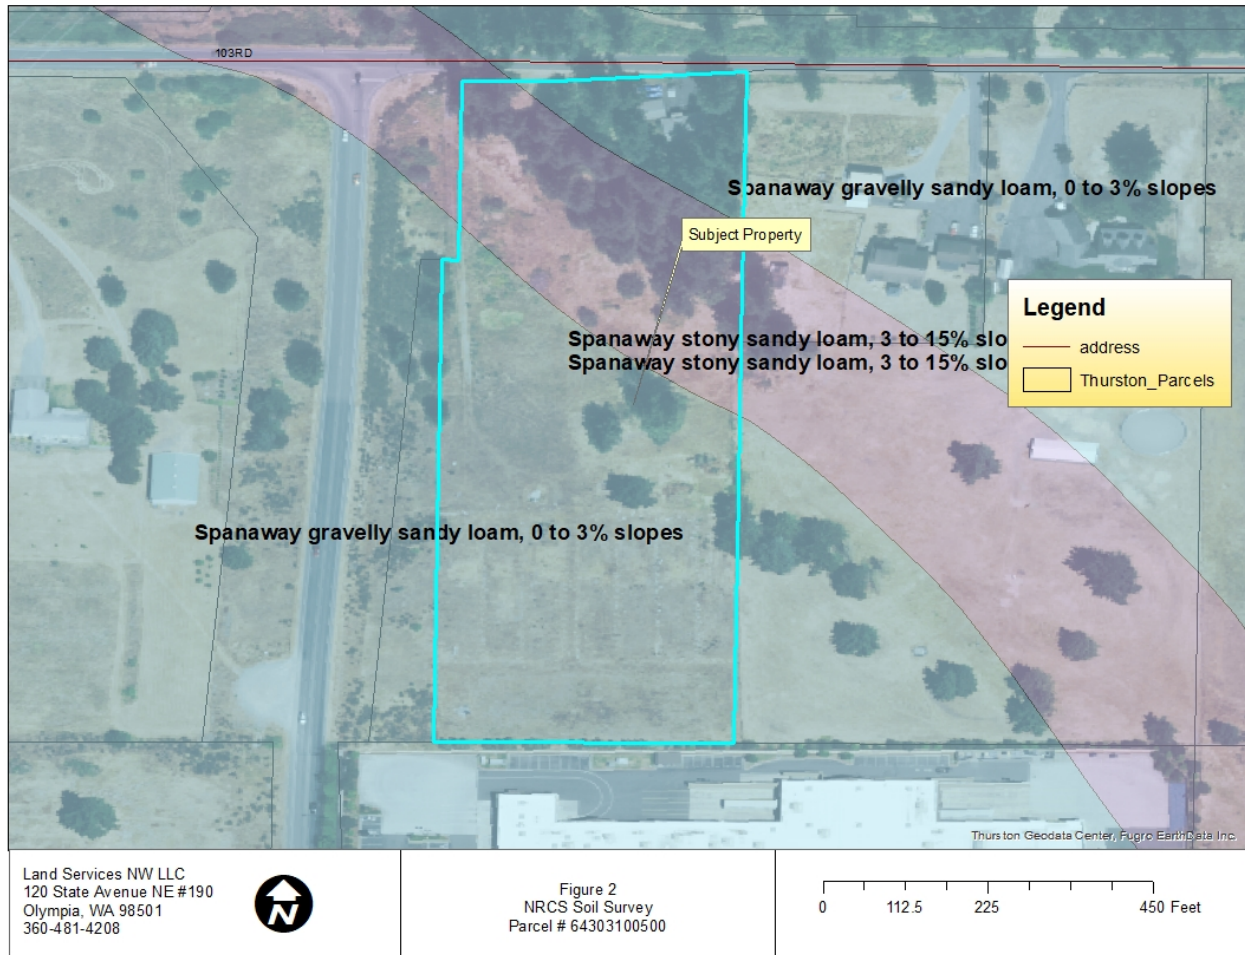 103RD
Spanaway gravelly sandy loam, 0 to 3% slopes
Subject Property
Legend
address
Thurston_Parcels
Spanaway stony sandy loam, 3 to 15% slo
Spanaway stony sandy loam, 3 to 15% slo
Spanaway gravelly sandy loam, 0 to 3% slopes
Thurston Geodata Center, Fugro EarthData Inc.
Land Services NW LLC
120 State Avenue NE #190
Olympia, WA 98501
360-481-4208
N
Figure 2
NRCS Soil Survey
Parcel # 64303100500
0 112.5 225 450 Feet